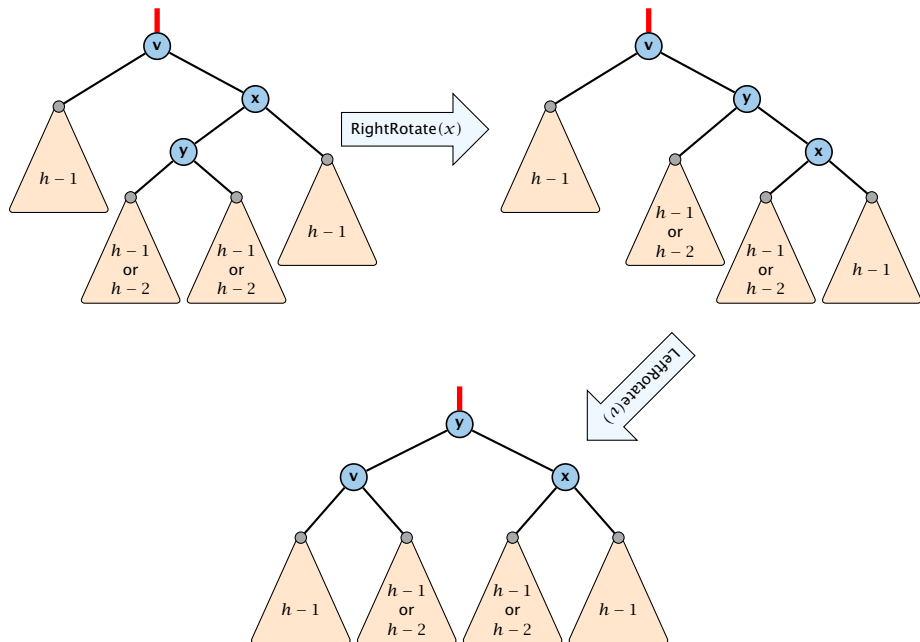 v
x
y
h − 1
h − 1
or
h − 2
h − 1
or
h − 2
h − 1
RightRotate(x)
v
y
x
h − 1
h − 1
or
h − 2
h − 1
or
h − 2
h − 1
LeftRotate(v)
y
v
x
h − 1
h − 1
or
h − 2
h − 1
or
h − 2
h − 1